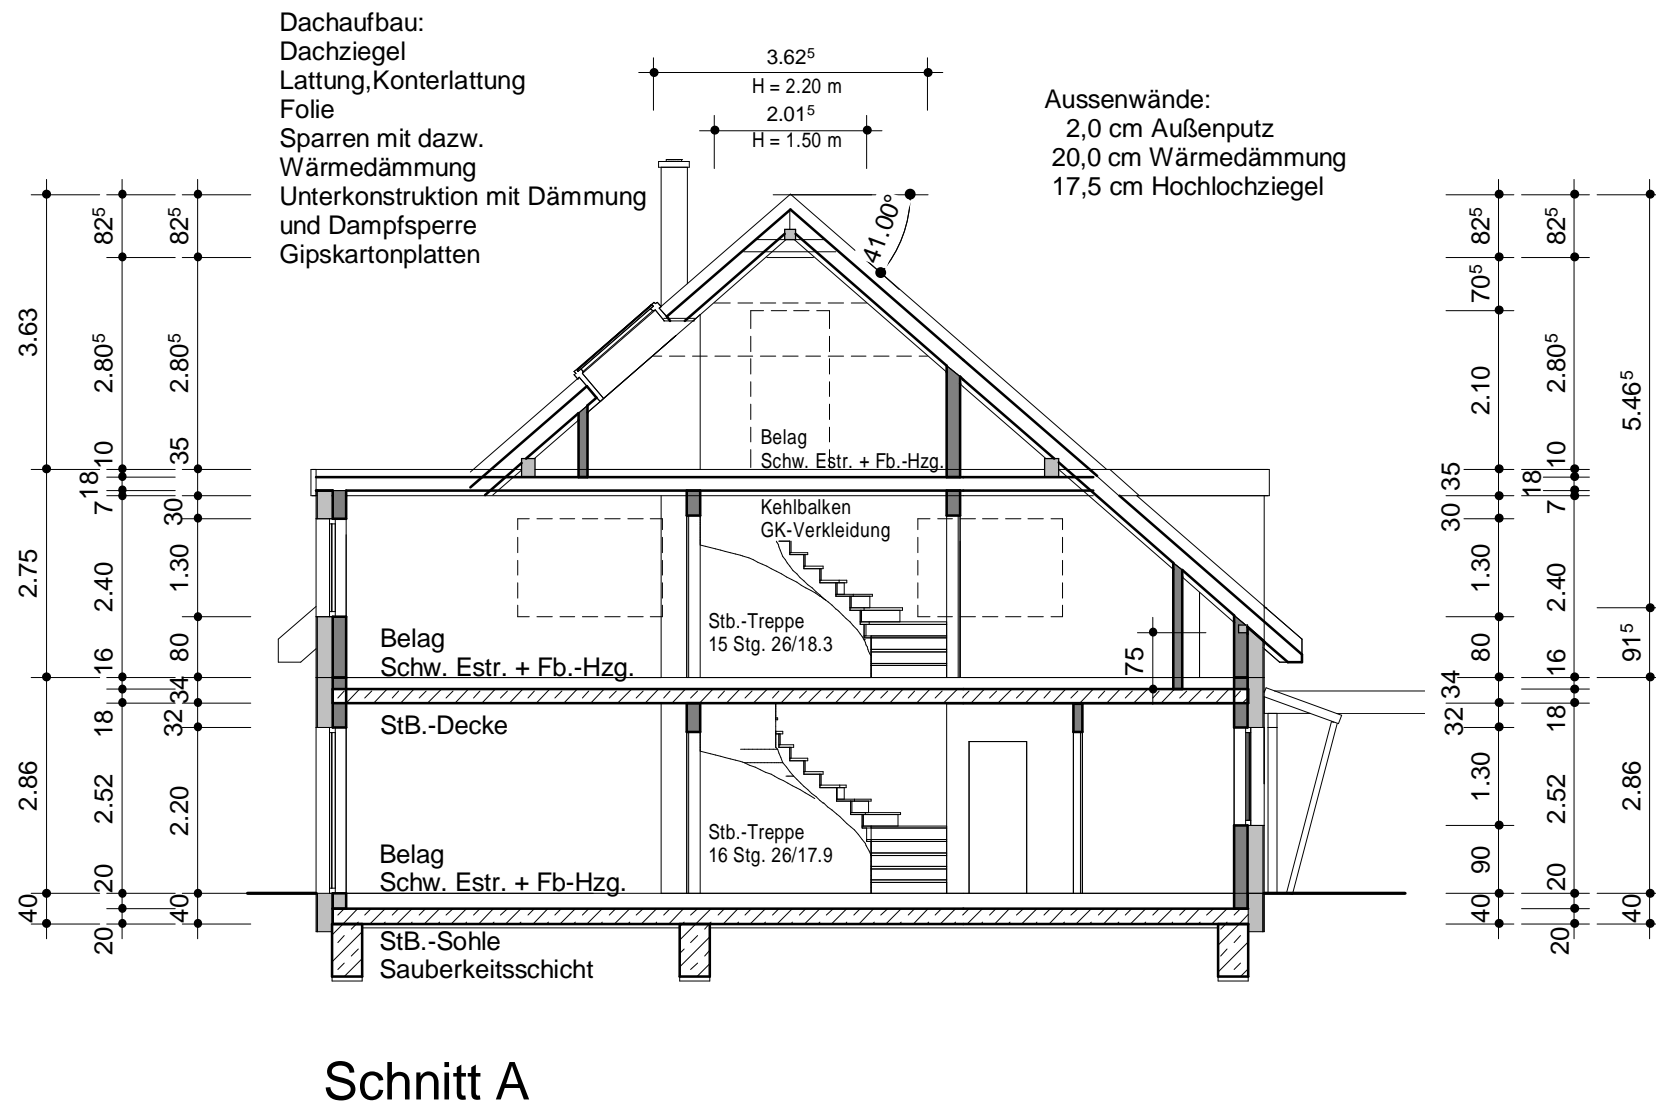 Dachaufbau:
Dachziegel
Lattung,Konterlattung
Folie
Sparren mit dazw.
Wärmedämmung
Unterkonstruktion mit Dämmung
und Dampfsperre
Gipskartonplatten
3.62⁵
H = 2.20 m
2.01⁵
H = 1.50 m
Aussenwände:
2,0 cm Außenputz
20,0 cm Wärmedämmung
17,5 cm Hochlochziegel
41.00°
3.63
2.75
2.86
40
82⁵
2.80⁵
10
18
7
2.40
16
18
2.52
20
20
82⁵
2.80⁵
35
30
1.30
80
34
32
2.20
40
Belag
Schw. Estr. + Fb.-Hzg.
Kehlbalken
GK-Verkleidung
Stb.-Treppe
15 Stg. 26/18.3
Belag
Schw. Estr. + Fb.-Hzg.
75
StB.-Decke
Stb.-Treppe
16 Stg. 26/17.9
Belag
Schw. Estr. + Fb-Hzg.
StB.-Sohle
Sauberkeitsschicht
82⁵
70⁵
2.10
35
30
1.30
80
34
32
1.30
90
40
82⁵
2.80⁵
10
18
7
2.40
16
18
2.52
20
20
5.46⁵
91⁵
2.86
40
Schnitt A